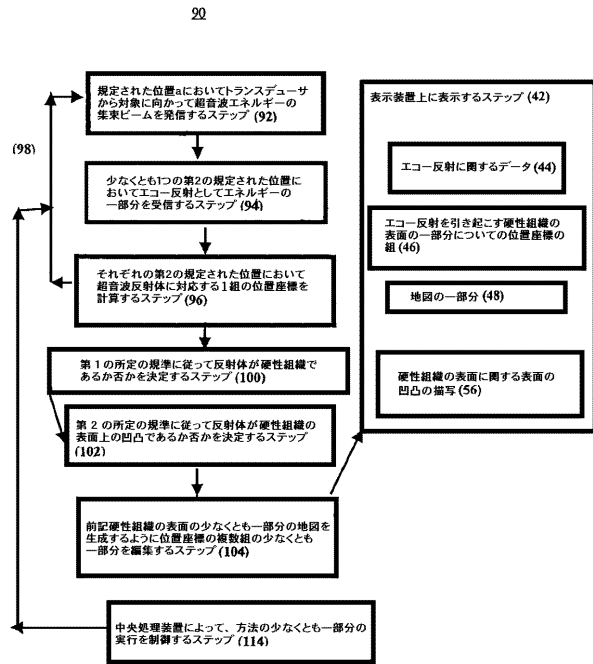 90
規定された位置aにおいてトランスデューサ
から対象に向かって超音波エネルギーの
集束ビームを発信するステップ (92)
(98)
少なくとも1つの第2の規定された位置に
おいてエコー反射としてエネルギーの
一部分を受信するステップ (94)
それぞれの第2の規定された位置において
超音波反射体に対応する1組の位置座標を
計算するステップ (96)
第1の所定の規準に従って反射体が硬性組織で
あるか否かを決定するステップ (100)
第2の所定の規準に従って反射体が硬性組織の
表面上の凹凸であるか否かを決定するステップ
(102)
前記硬性組織の表面の少なくとも一部分の地図を
生成するように位置座標の複数組の少なくとも
一部分を編集するステップ (104)
中央処理装置によって、方法の少なくとも一部分の
実行を制御するステップ (114)
表示装置上に表示するステップ (42)
エコー反射に関するデータ (44)
エコー反射を引き起こす硬性組織の
表面の一部分についての位置座標の
組 (46)
地図の一部分 (48)
硬性組織の表面に関する表面の
凹凸の描写 (56)